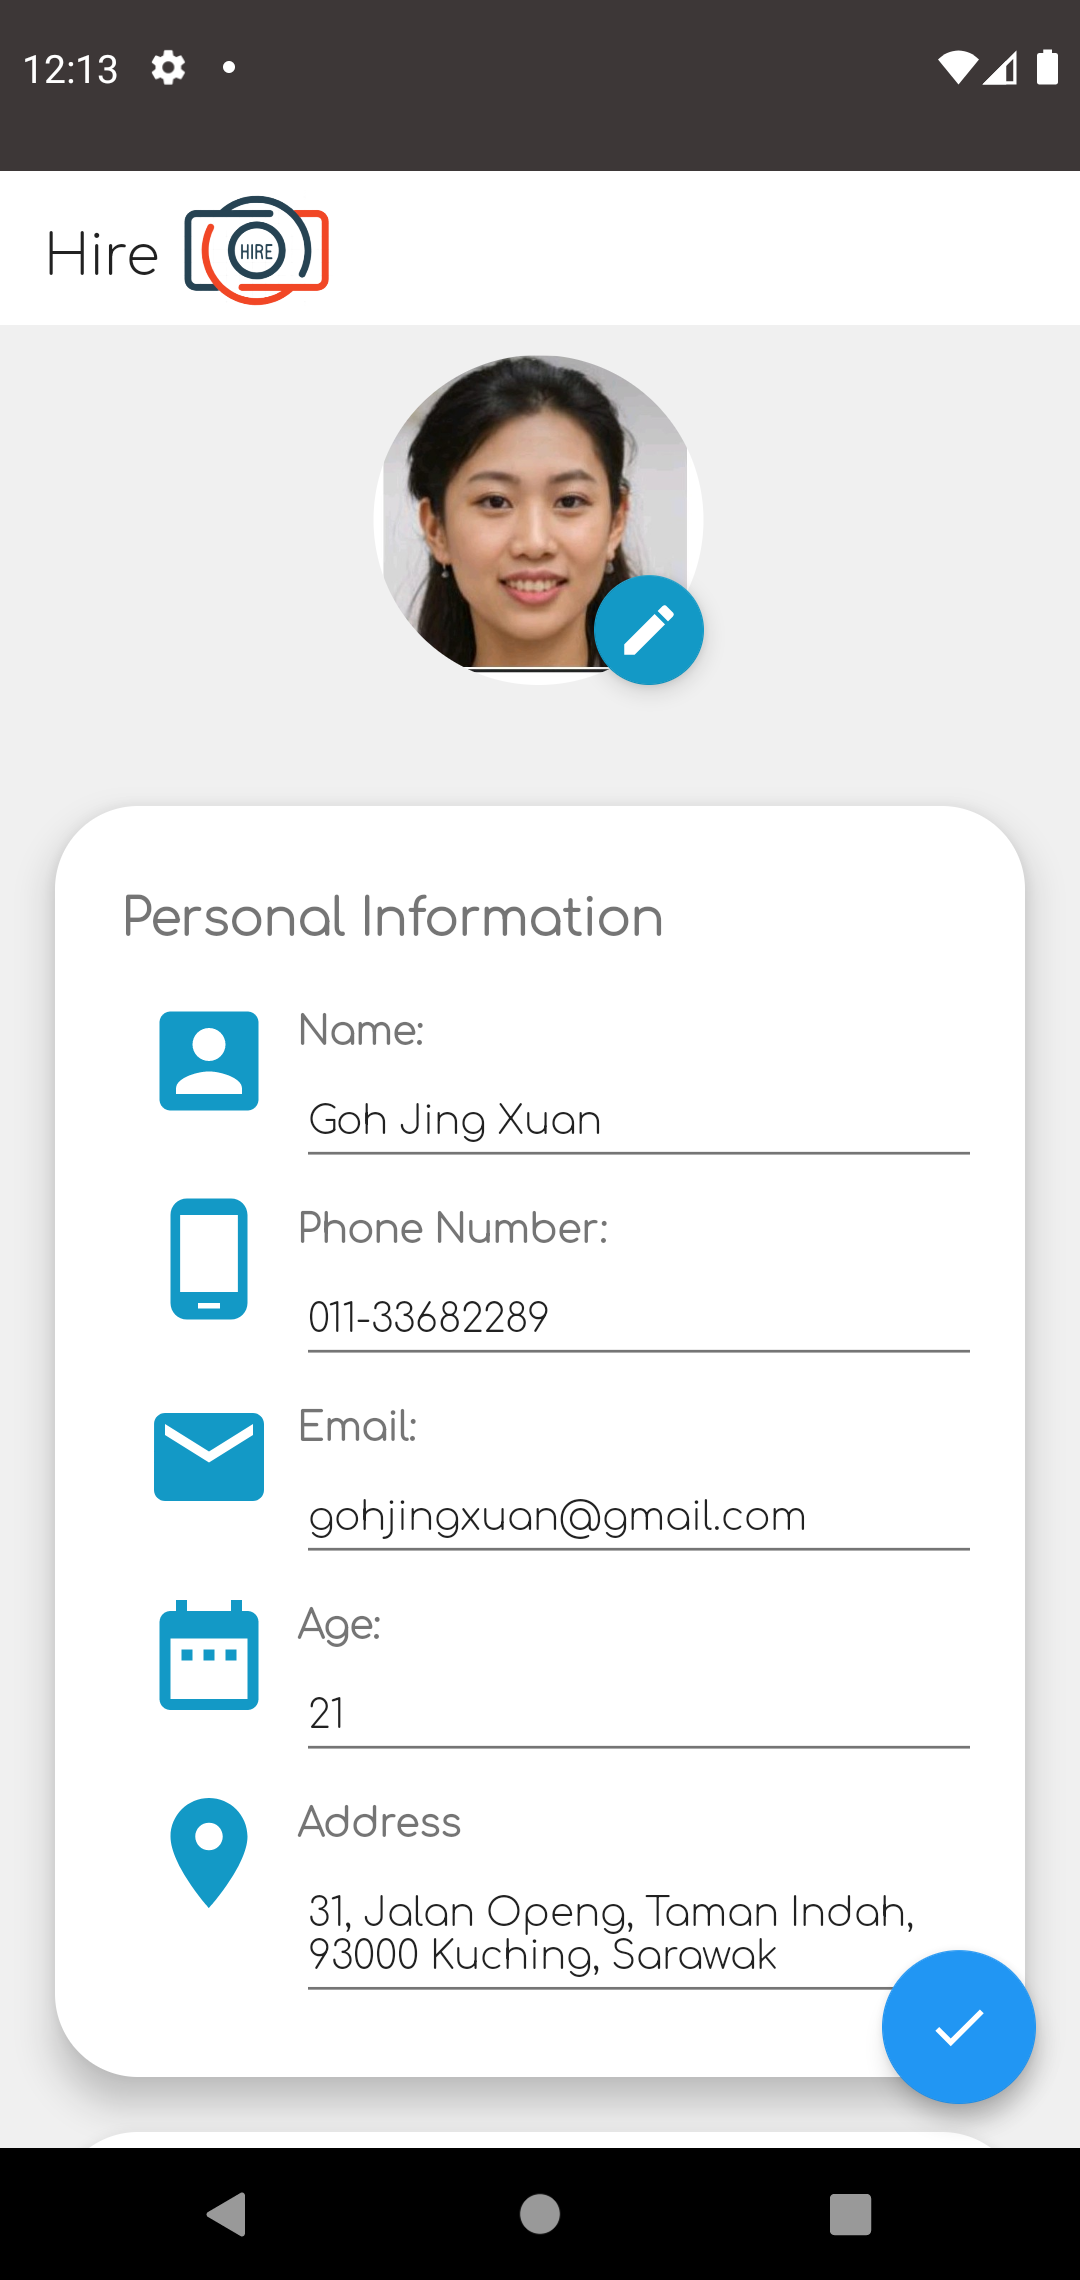 12:13
Hire
HIRE
Personal Information
Name:
Goh Jing Xuan
Phone Number:
011-33682289
Email:
gohjingxuan@gmail.com
Age:
21
Address
31, Jalan Openg, Taman Indah,
93000 Kuching, Sarawak